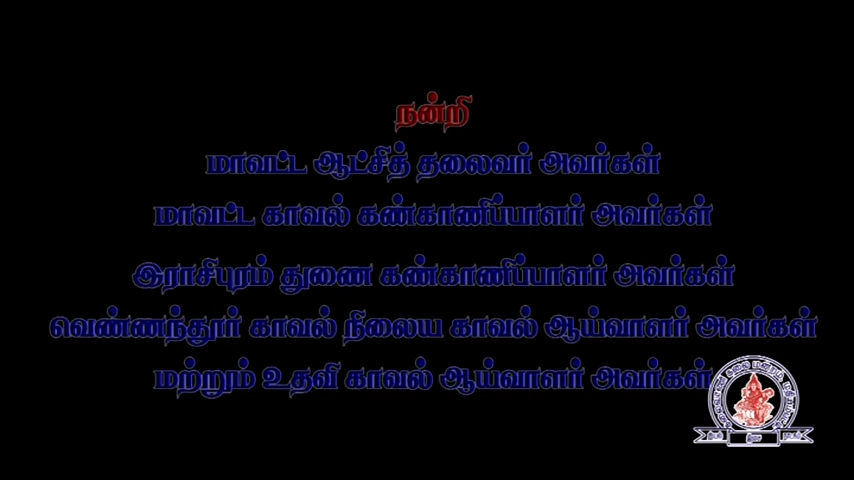 நன்றி
மாவட்ட ஆட்சித் தலைவர் அவர்கள்
மாவட்ட காவல் கண்காணிப்பாளர் அவர்கள்
இராசிபுரம் துணை கண்காணிப்பாளர் அவர்கள்
வெண்ணந்தூர் காவல் நிலைய காவல் ஆய்வாளர் அவர்கள்
மற்றும் உதவி காவல் ஆய்வாளர் அவர்கள்